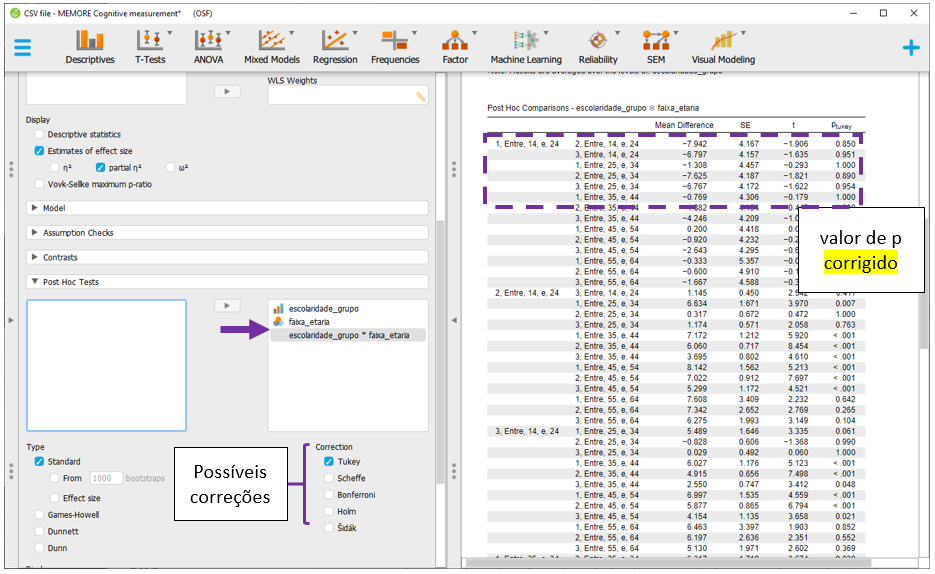 CSV file - MEMORE Cognitive measurement* (OSF)
Descriptives T-Tests ANOVA Mixed Models Regression Frequencies Factor Machine Learning Reliability SEM Visual Modeling
WLS Weights
Display
Descriptive statistics
Estimates of effect size
η² partial η² ω²
Vovk-Sellke maximum p-ratio
Model
Assumption Checks
Contrasts
Post Hoc Tests
escolaridade_grupo
faixa_etaria
escolaridade_grupo * faixa_etaria
Type
Standard
From 1000 bootstraps
Effect size
Games-Howell
Dunnett
Dunn
Possíveis
correções
Correction
Tukey
Scheffe
Bonferroni
Holm
Šidák
Post Hoc Comparisons - escolaridade_grupo ✻ faixa_etaria
Mean Difference SE t ptukey
1, Entre, 14, e, 24 2, Entre, 14, e, 24 −7.942 4.167 −1.906 0.850
3, Entre, 14, e, 24 −6.797 4.157 −1.635 0.951
1, Entre, 25, e, 34 −1.308 4.457 −0.293 1.000
2, Entre, 25, e, 34 −7.625 4.187 −1.821 0.890
3, Entre, 25, e, 34 −6.767 4.172 −1.622 0.954
1, Entre, 35, e, 44 −0.769 4.306 −0.179 1.000
2, Entre, 35, e, 44
3, Entre, 35, e, 44 −4.246 4.209
1, Entre, 45, e, 54 0.200 4.418
2, Entre, 45, e, 54 −0.920 4.232
3, Entre, 45, e, 54 −2.643 4.295
1, Entre, 55, e, 64 −0.333 5.357
2, Entre, 55, e, 64 −0.600 4.910
3, Entre, 55, e, 64 −1.667 4.588
valor de p
corrigido
2, Entre, 14, e, 24 3, Entre, 14, e, 24 1.145 0.450 2.542 0.411
1, Entre, 25, e, 34 6.634 1.671 3.970 0.007
2, Entre, 25, e, 34 0.317 0.672 0.472 1.000
3, Entre, 25, e, 34 1.174 0.571 2.058 0.763
1, Entre, 35, e, 44 7.172 1.212 5.920 < .001
2, Entre, 35, e, 44 6.060 0.717 8.454 < .001
3, Entre, 35, e, 44 3.695 0.802 4.610 < .001
1, Entre, 45, e, 54 8.142 1.562 5.213 < .001
2, Entre, 45, e, 54 7.022 0.912 7.697 < .001
3, Entre, 45, e, 54 5.299 1.172 4.521 < .001
1, Entre, 55, e, 64 7.608 3.409 2.232 0.642
2, Entre, 55, e, 64 7.342 2.652 2.769 0.265
3, Entre, 55, e, 64 6.275 1.993 3.149 0.104
3, Entre, 14, e, 24 1, Entre, 25, e, 34 5.489 1.646 3.335 0.061
2, Entre, 25, e, 34 −0.828 0.606 −1.368 0.990
3, Entre, 25, e, 34 0.029 0.492 0.060 1.000
1, Entre, 35, e, 44 6.027 1.176 5.123 < .001
2, Entre, 35, e, 44 4.915 0.656 7.498 < .001
3, Entre, 35, e, 44 2.550 0.747 3.412 0.048
1, Entre, 45, e, 54 6.997 1.535 4.559 < .001
2, Entre, 45, e, 54 5.877 0.865 6.794 < .001
3, Entre, 45, e, 54 4.154 1.135 3.658 0.021
1, Entre, 55, e, 64 6.463 3.397 1.903 0.852
2, Entre, 55, e, 64 6.197 2.636 2.351 0.552
3, Entre, 55, e, 64 5.130 1.971 2.602 0.369